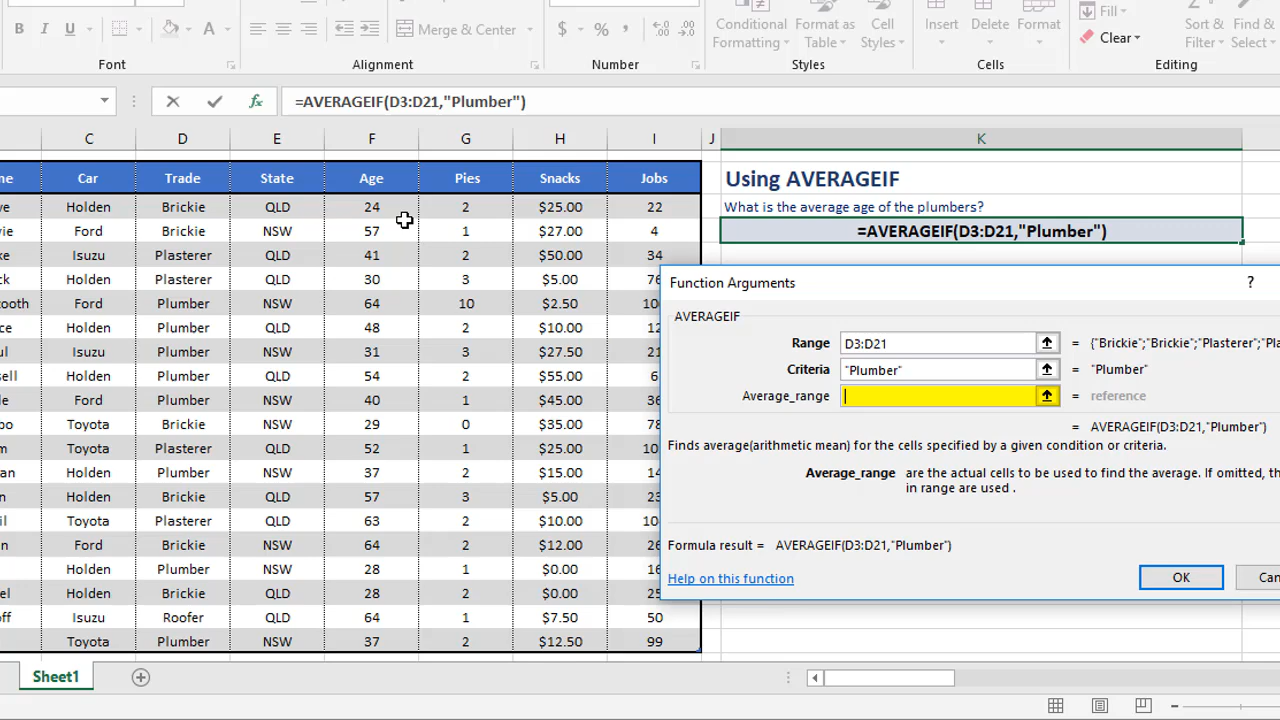 B I U A Merge & Center $ % , Conditional Formatting Format as Table Cell Styles Insert Delete Format Fill Clear Sort & Filter Find & Select
Font Alignment Number Styles Cells Editing
fx =AVERAGEIF(D3:D21,"Plumber")
C D E F G H I J K
Car Trade State Age Pies Snacks Jobs
Holden Brickie QLD 24 2 $25.00 22
Ford Brickie NSW 57 1 $27.00 4
Isuzu Plasterer QLD 41 2 $50.00 34
Holden Plasterer QLD 30 3 $5.00
Ford Plumber NSW 64 10 $2.50
Holden Plumber QLD 48 2 $10.00
Isuzu Plumber NSW 31 3 $27.50
Holden Plumber QLD 54 2 $55.00
Ford Plumber NSW 40 1 $45.00
Toyota Brickie NSW 29 0 $35.00
Toyota Plasterer QLD 52 1 $25.00
Holden Plumber NSW 37 2 $15.00
Holden Brickie QLD 57 3 $5.00
Toyota Plasterer QLD 63 2 $10.00
Ford Brickie NSW 64 2 $12.00
Holden Plumber NSW 28 1 $0.00
Holden Brickie QLD 28 2 $0.00
Isuzu Roofer QLD 64 1 $7.50 50
Toyota Plumber NSW 37 2 $12.50 99
Using AVERAGEIF
What is the average age of the plumbers?
=AVERAGEIF(D3:D21,"Plumber")
Function Arguments ?
AVERAGEIF
Range D3:D21 = {"Brickie";"Brickie";"Plasterer";"Pla
Criteria "Plumber" = "Plumber"
Average_range = reference
= AVERAGEIF(D3:D21,"Plumber")
Finds average(arithmetic mean) for the cells specified by a given condition or criteria.
Average_range are the actual cells to be used to find the average. If omitted, th
in range are used .
Formula result = AVERAGEIF(D3:D21,"Plumber")
Help on this function OK Can
Sheet1